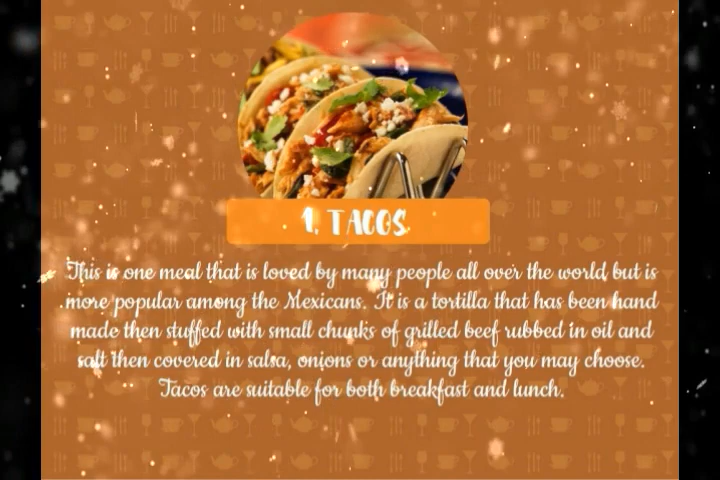 1. TACOS
This is one meal that is loved by many people all over the world but is
more popular among the Mexicans. It is a tortilla that has been hand
made then stuffed with small chunks of grilled beef rubbed in oil and
salt then covered in salsa, onions or anything that you may choose.
Tacos are suitable for both breakfast and lunch.